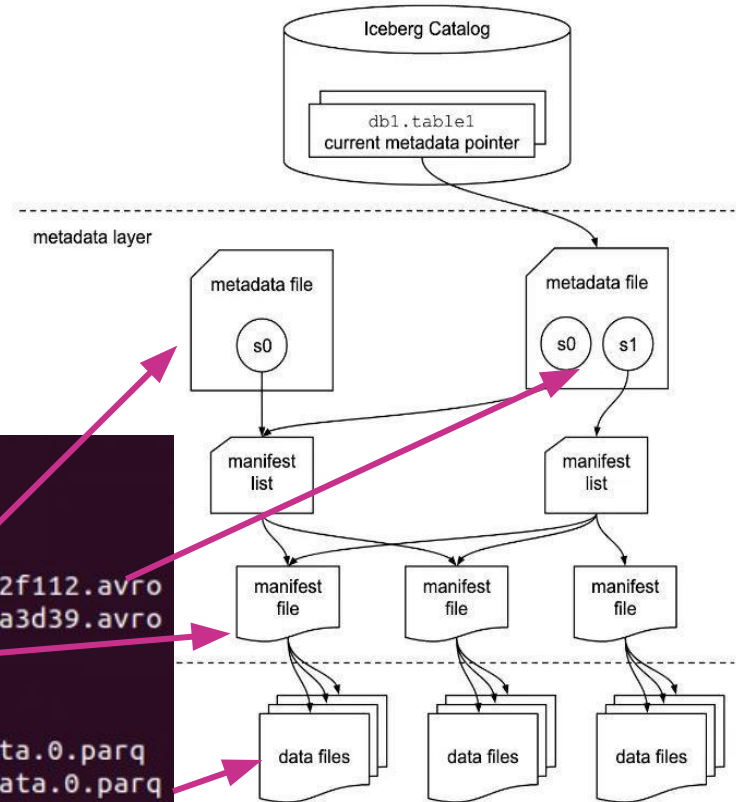 Iceberg Catalog
db1.table1
current metadata pointer
metadata layer
metadata file
s0
metadata file
s0
s1
manifest
list
manifest
list
manifest
file
manifest
file
manifest
file
data files
data files
data files
2f112.avro
a3d39.avro
ta.0.parq
ata.0.parq